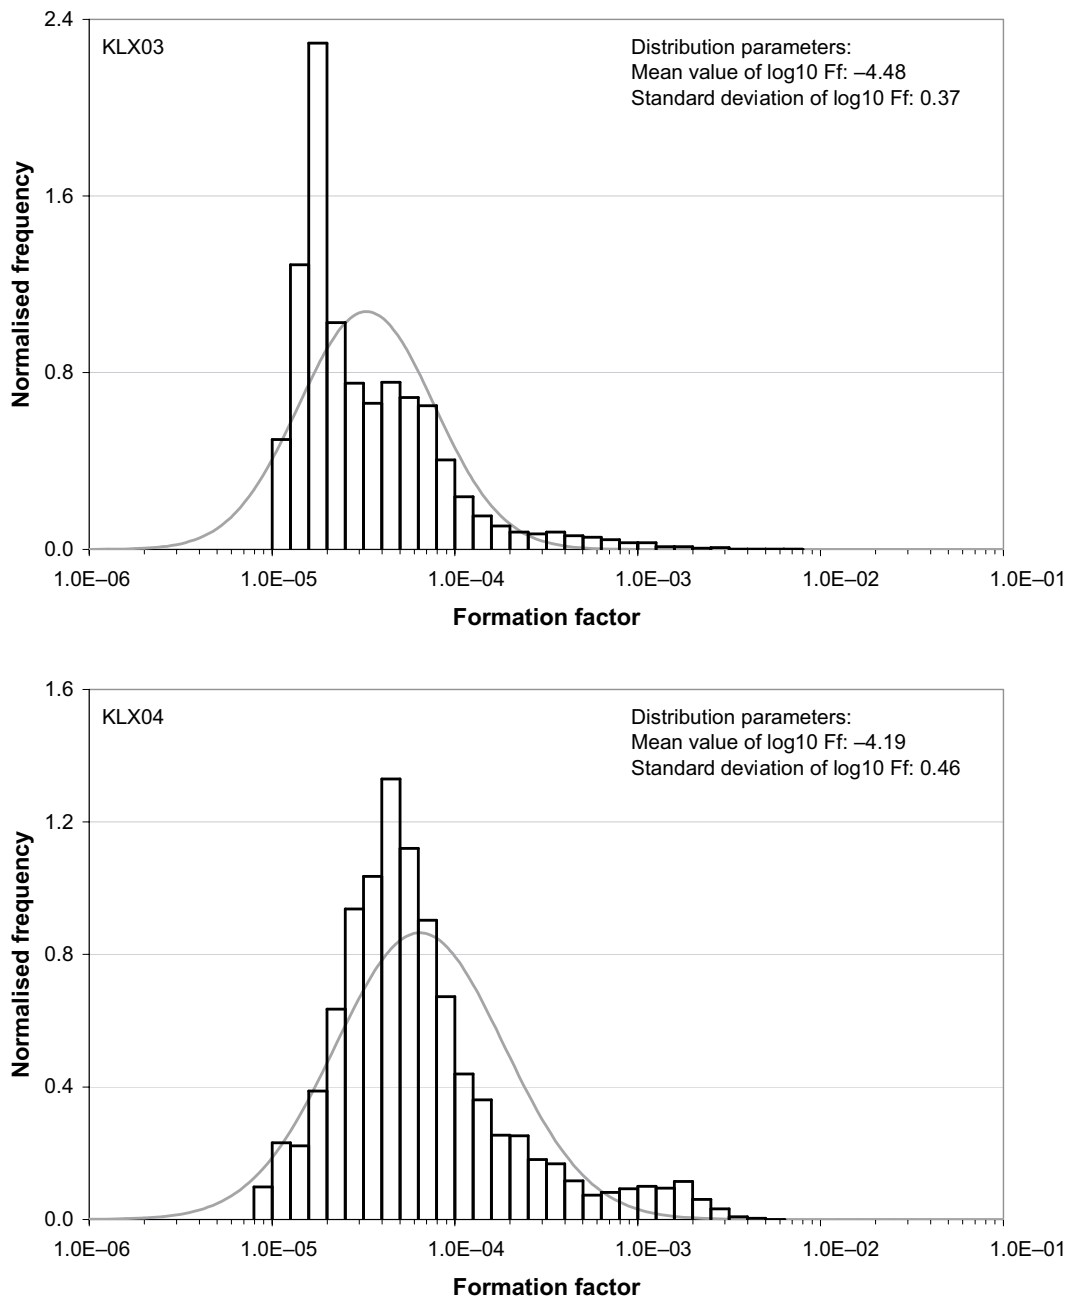 2.4
KLX03
Distribution parameters:
Mean value of log10 Ff: –4.48
Standard deviation of log10 Ff: 0.37
1.6
Normalised frequency
0.8
0.0
1.0E–06 1.0E–05 1.0E–04 1.0E–03 1.0E–02 1.0E–01
Formation factor
1.6
KLX04
Distribution parameters:
Mean value of log10 Ff: –4.19
Standard deviation of log10 Ff: 0.46
1.2
Normalised frequency
0.8
0.4
0.0
1.0E–06 1.0E–05 1.0E–04 1.0E–03 1.0E–02 1.0E–01
Formation factor